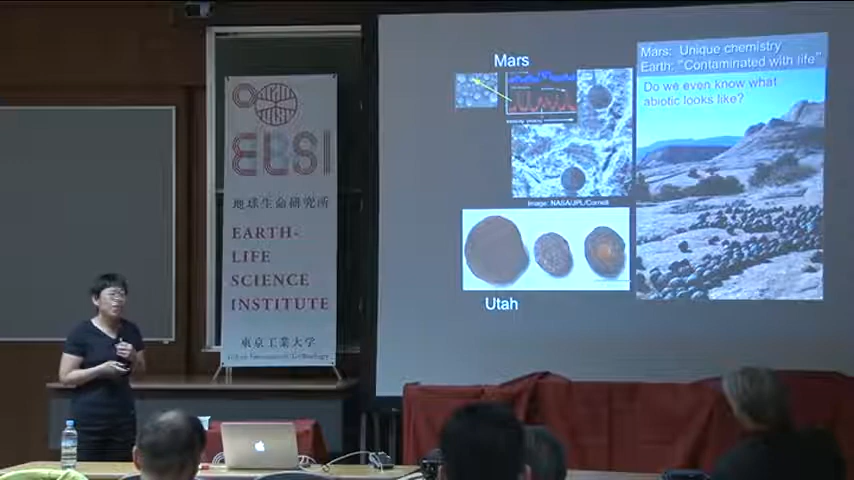 ELSI
地球生命研究所
EARTH-
LIFE
SCIENCE
INSTITUTE
東京工業大学
Mars
Image: NASA/JPL/Cornell
Utah
Mars: Unique chemistry
Earth: "Contaminated with life"
Do we even know what
abiotic looks like?